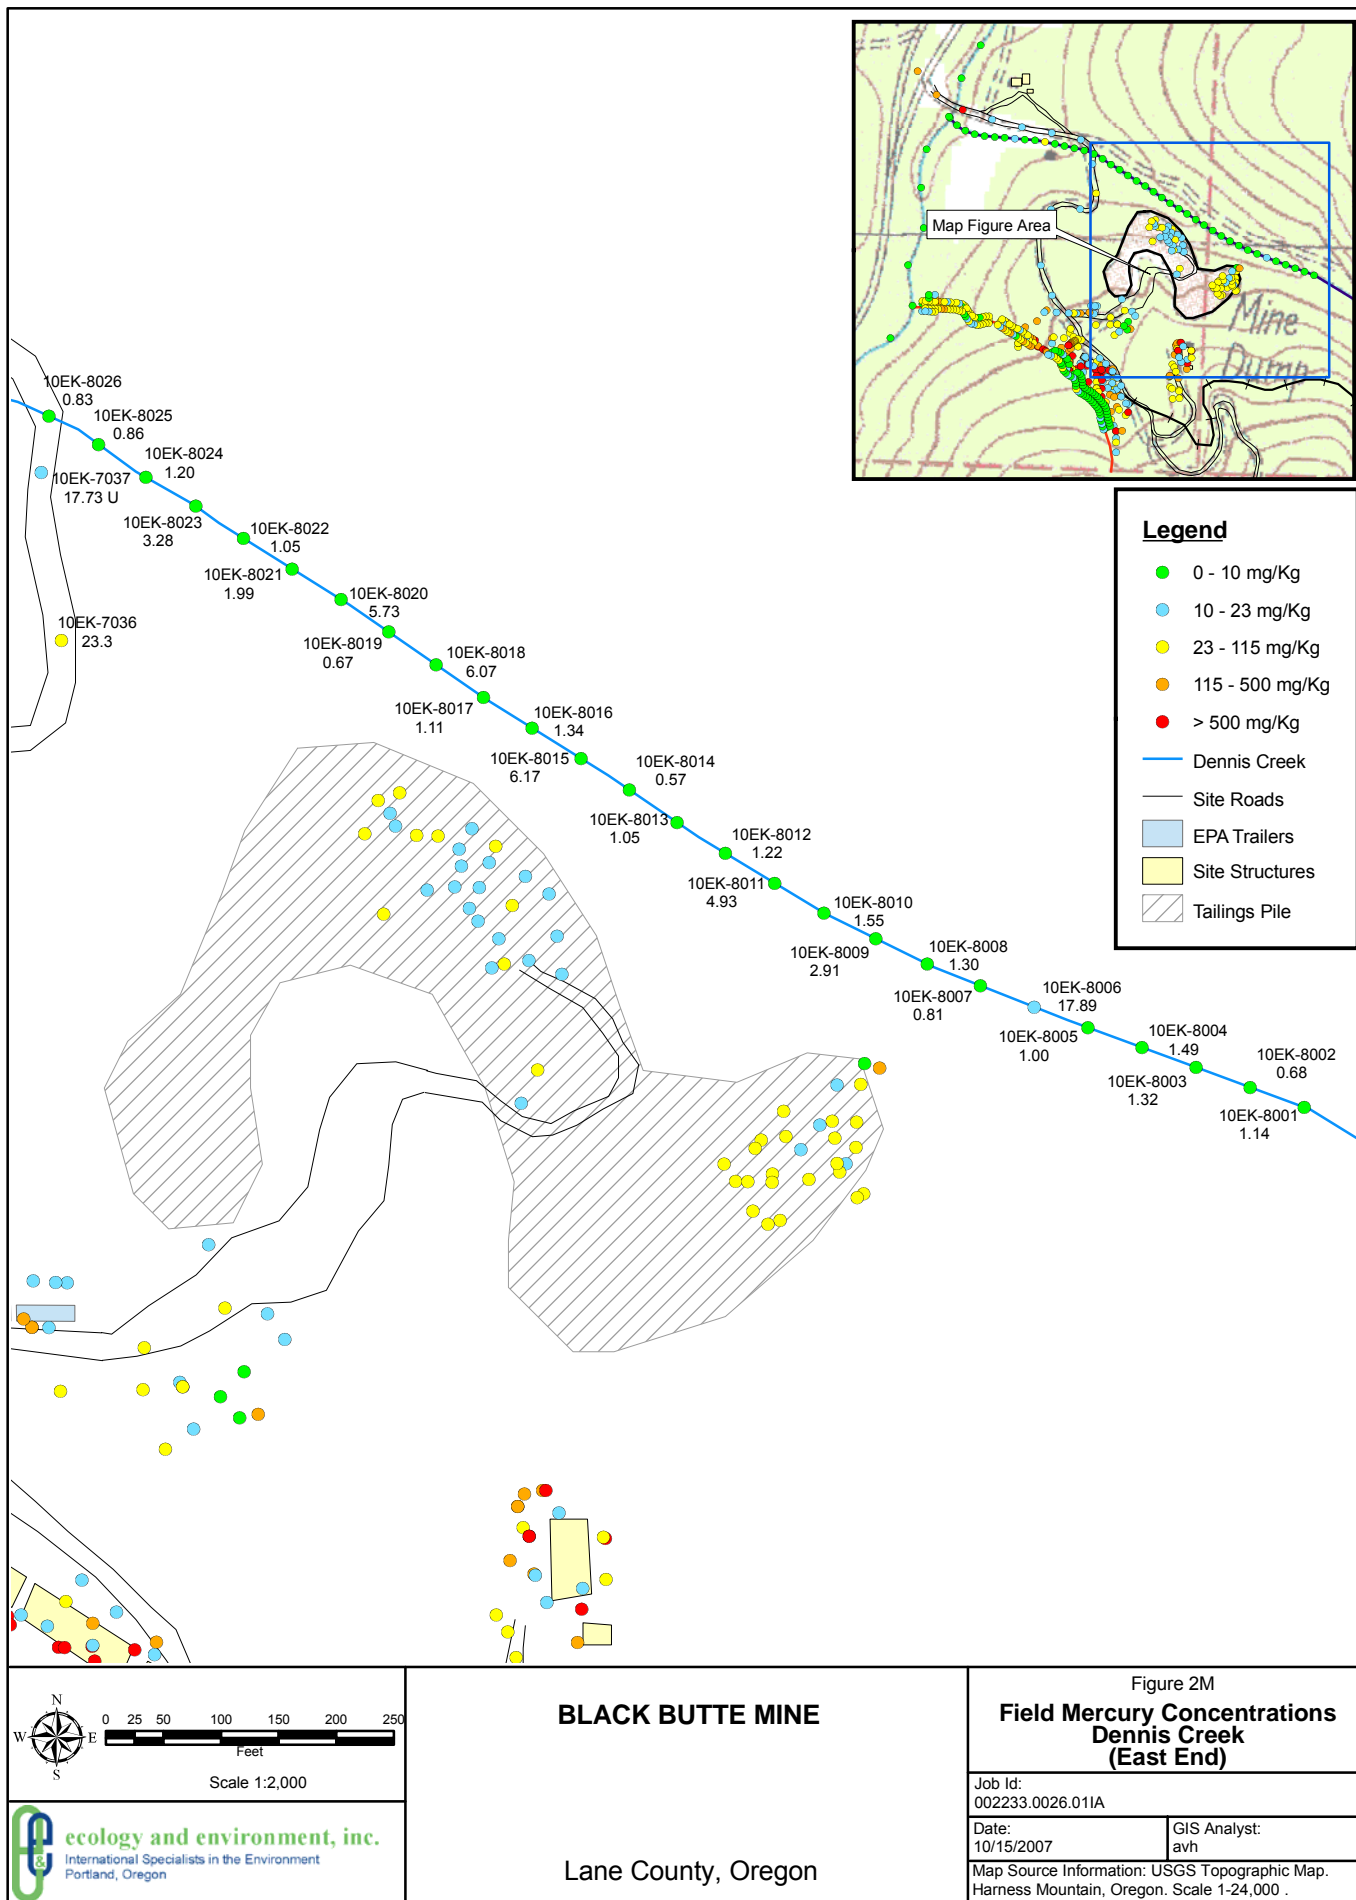 Map Figure Area
Mine
Dump
Legend
0 - 10 mg/Kg
10 - 23 mg/Kg
23 - 115 mg/Kg
115 - 500 mg/Kg
> 500 mg/Kg
Dennis Creek
Site Roads
EPA Trailers
Site Structures
Tailings Pile
10EK-8026
0.83
10EK-8025
0.86
10EK-8024
1.20
10EK-7037
17.73 U
10EK-8023
3.28
10EK-8022
1.05
10EK-8021
1.99
10EK-8020
5.73
10EK-7036
23.3
10EK-8019
0.67
10EK-8018
6.07
10EK-8017
1.11
10EK-8016
1.34
10EK-8015
6.17
10EK-8014
0.57
10EK-8013
1.05
10EK-8012
1.22
10EK-8011
4.93
10EK-8010
1.55
10EK-8009
2.91
10EK-8008
1.30
10EK-8007
0.81
10EK-8006
17.89
10EK-8005
1.00
10EK-8004
1.49
10EK-8003
1.32
10EK-8002
0.68
10EK-8001
1.14
N
W
E
S
0 25 50 100 150 200 250
Feet
Scale 1:2,000
ecology and environment, inc.
International Specialists in the Environment
Portland, Oregon
BLACK BUTTE MINE
Lane County, Oregon
Figure 2M
Field Mercury Concentrations
Dennis Creek
(East End)
Job Id:
002233.0026.01IA
Date:
10/15/2007
GIS Analyst:
avh
Map Source Information: USGS Topographic Map.
Harness Mountain, Oregon. Scale 1-24,000 .